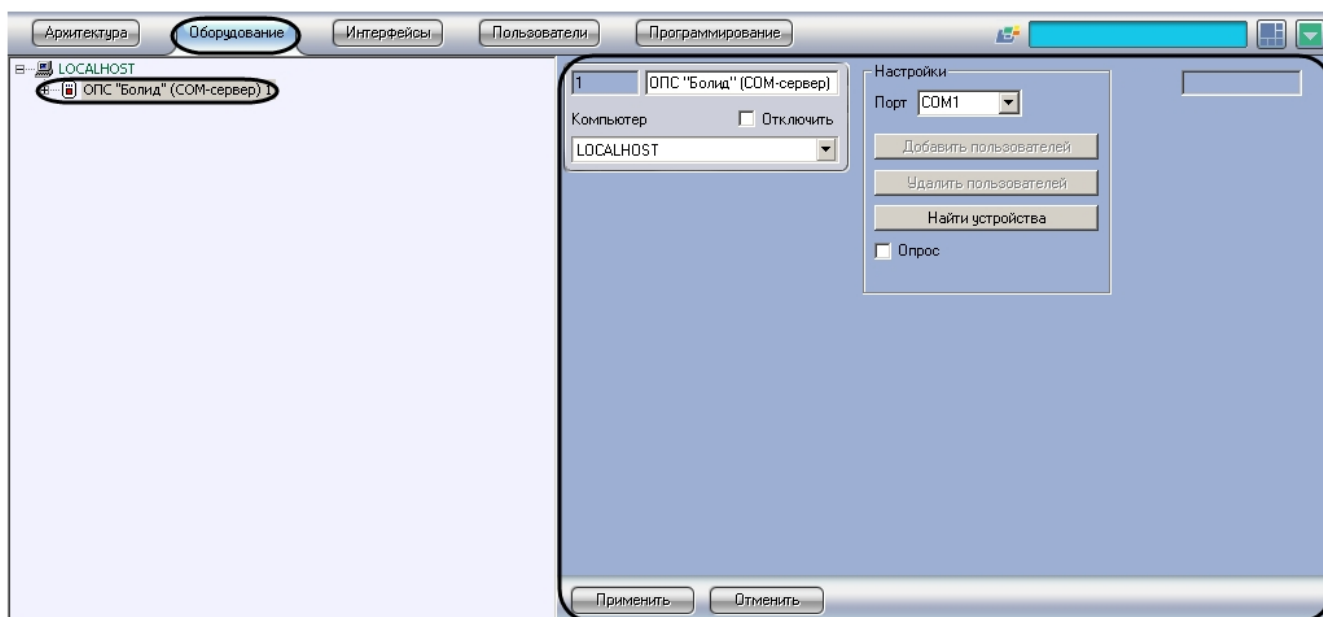 Архитектура Оборудование Интерфейсы Пользователи Программирование
LOCALHOST
ОПС "Болид" (COM-сервер) 1
1 ОПС "Болид" (COM-сервер)
Компьютер Отключить
LOCALHOST
Настройки
Порт COM1
Добавить пользователей
Удалить пользователей
Найти устройства
Опрос
Применить Отменить